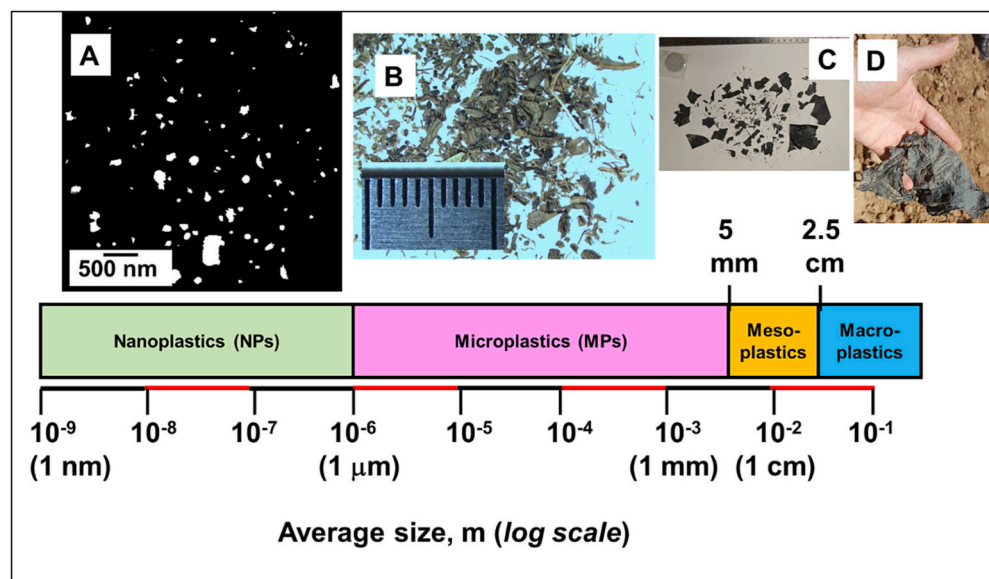 A
B
C
D
500 nm
5
mm
2.5
cm
Nanoplastics (NPs)
Microplastics (MPs)
Meso-
plastics
Macro-
plastics
10⁻⁹ 10⁻⁸ 10⁻⁷ 10⁻⁶ 10⁻⁵ 10⁻⁴ 10⁻³ 10⁻² 10⁻¹
(1 nm) (1 μm) (1 mm) (1 cm)
Average size, m (log scale)